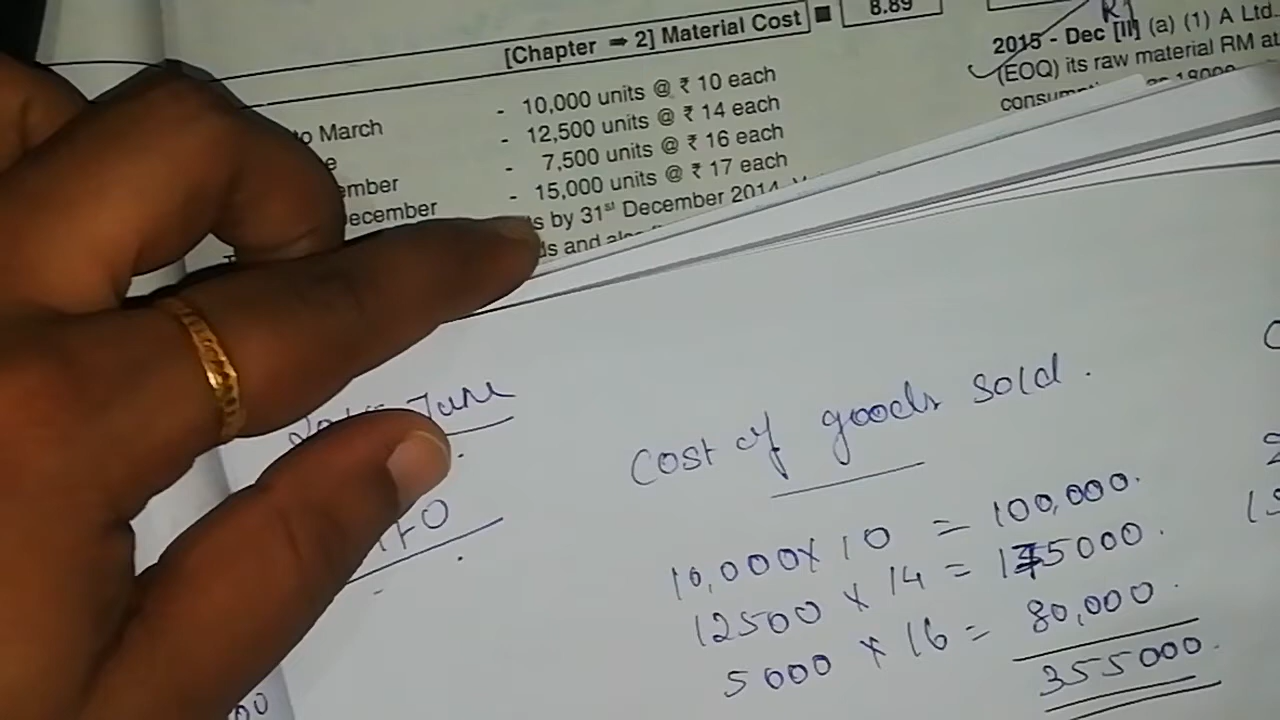 [Chapter ➡ 2] Material Cost ■ 8.89
to March - 10,000 units @ ₹ 10 each
- 12,500 units @ ₹ 14 each
ember - 7,500 units @ ₹ 16 each
ecember - 15,000 units @ ₹ 17 each
s by 31st December 2014.
ds and
2015 - Dec [II] (a) (1) A Ltd.
(EOQ) its raw material RM at
June
Cost of goods sold.
10,000 x 10 = 100,000.
12500 x 14 = 175000.
5000 x 16 = 80,000.
355000.